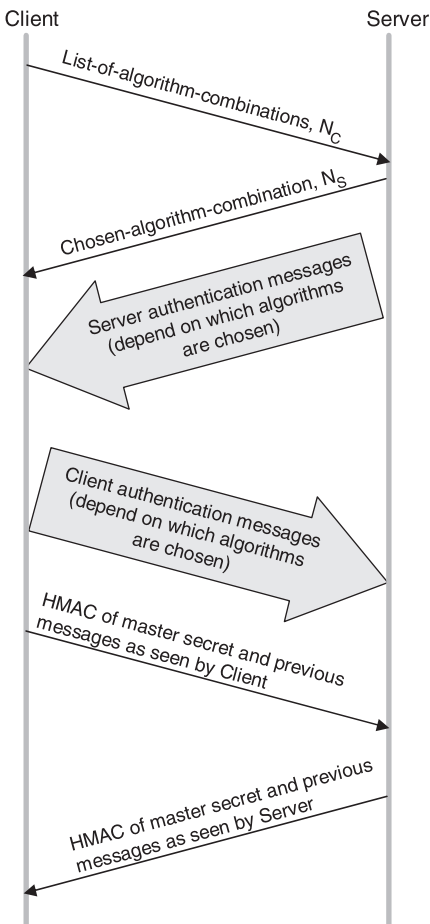 Client
Server
List-of-algorithm-combinations, NC
Chosen-algorithm-combination, NS
Server authentication messages
(depend on which algorithms
are chosen)
Client authentication messages
(depend on which algorithms
are chosen)
HMAC of master secret and previous
messages as seen by Client
HMAC of master secret and previous
messages as seen by Server